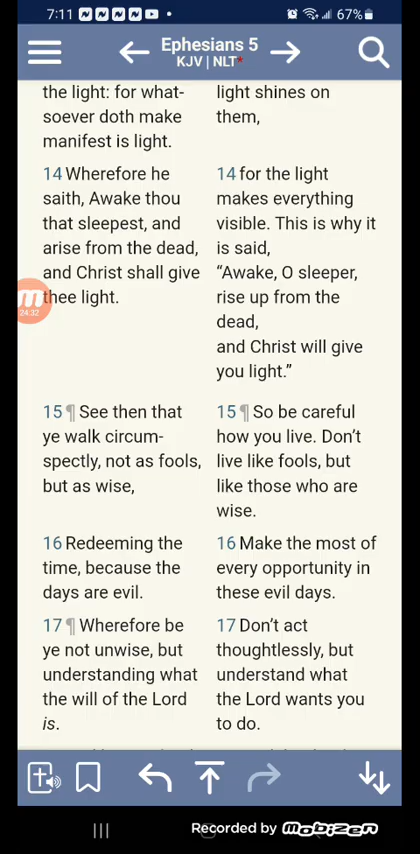 7:11
67%
Ephesians 5
KJV | NLT*
the light: for what-
soever doth make
manifest is light.
14 Wherefore he
saith, Awake thou
that sleepest, and
arise from the dead,
and Christ shall give
thee light.
15 ¶ See then that
ye walk circum-
spectly, not as fools,
but as wise,
16 Redeeming the
time, because the
days are evil.
17 ¶ Wherefore be
ye not unwise, but
understanding what
the will of the Lord
is.
light shines on
them,
14 for the light
makes everything
visible. This is why it
is said,
“Awake, O sleeper,
rise up from the
dead,
and Christ will give
you light.”
15 ¶ So be careful
how you live. Don’t
live like fools, but
like those who are
wise.
16 Make the most of
every opportunity in
these evil days.
17 Don’t act
thoughtlessly, but
understand what
the Lord wants you
to do.
24:32
Recorded by mobizen